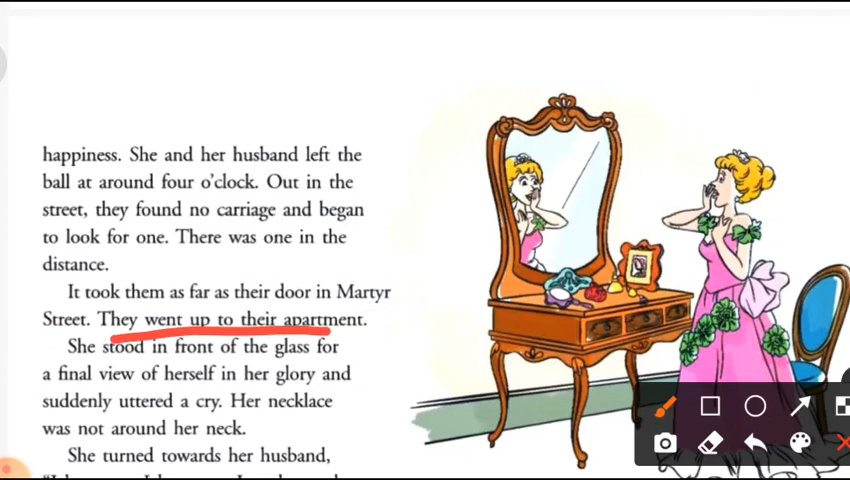 happiness. She and her husband left the
ball at around four o'clock. Out in the
street, they found no carriage and began
to look for one. There was one in the
distance.
It took them as far as their door in Martyr
Street. They went up to their apartment.
She stood in front of the glass for
a final view of herself in her glory and
suddenly uttered a cry. Her necklace
was not around her neck.
She turned towards her husband,